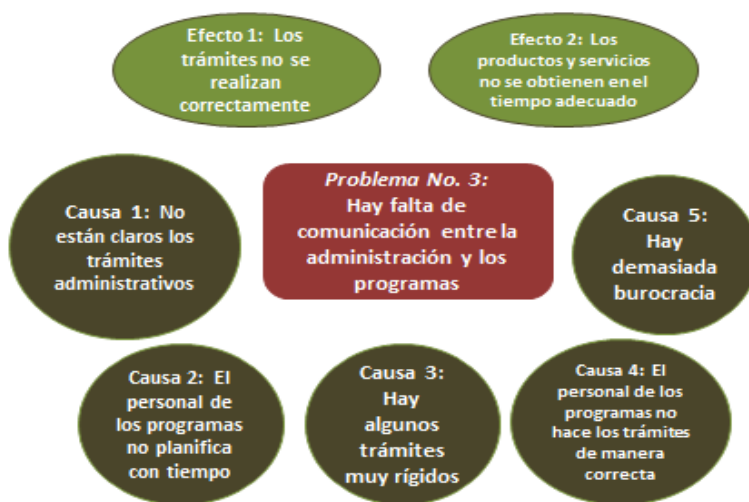 Efecto 1: Los
trámites no se
realizan
correctamente
Efecto 2: Los
productos y servicios
no se obtienen en el
tiempo adecuado
Problema No. 3:
Hay falta de
comunicación entre la
administración y los
programas
Causa 1: No
están claros los
trámites
administrativos
Causa 5:
Hay
demasiada
burocracia
Causa 2: El
personal de
los programas
no planifica
con tiempo
Causa 3:
Hay
algunos
trámites
muy rígidos
Causa 4: El
personal de los
programas no
hace los trámites
de manera
correcta